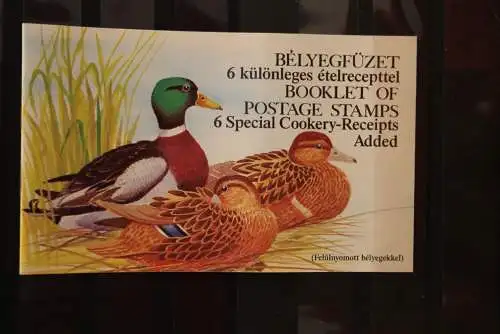 BÉLYEGFÜZET
6 különleges ételrecepttel
BOOKLET OF
POSTAGE STAMPS
6 Special Cookery-Receipts
Added
(Felülnyomott bélyegekkel)